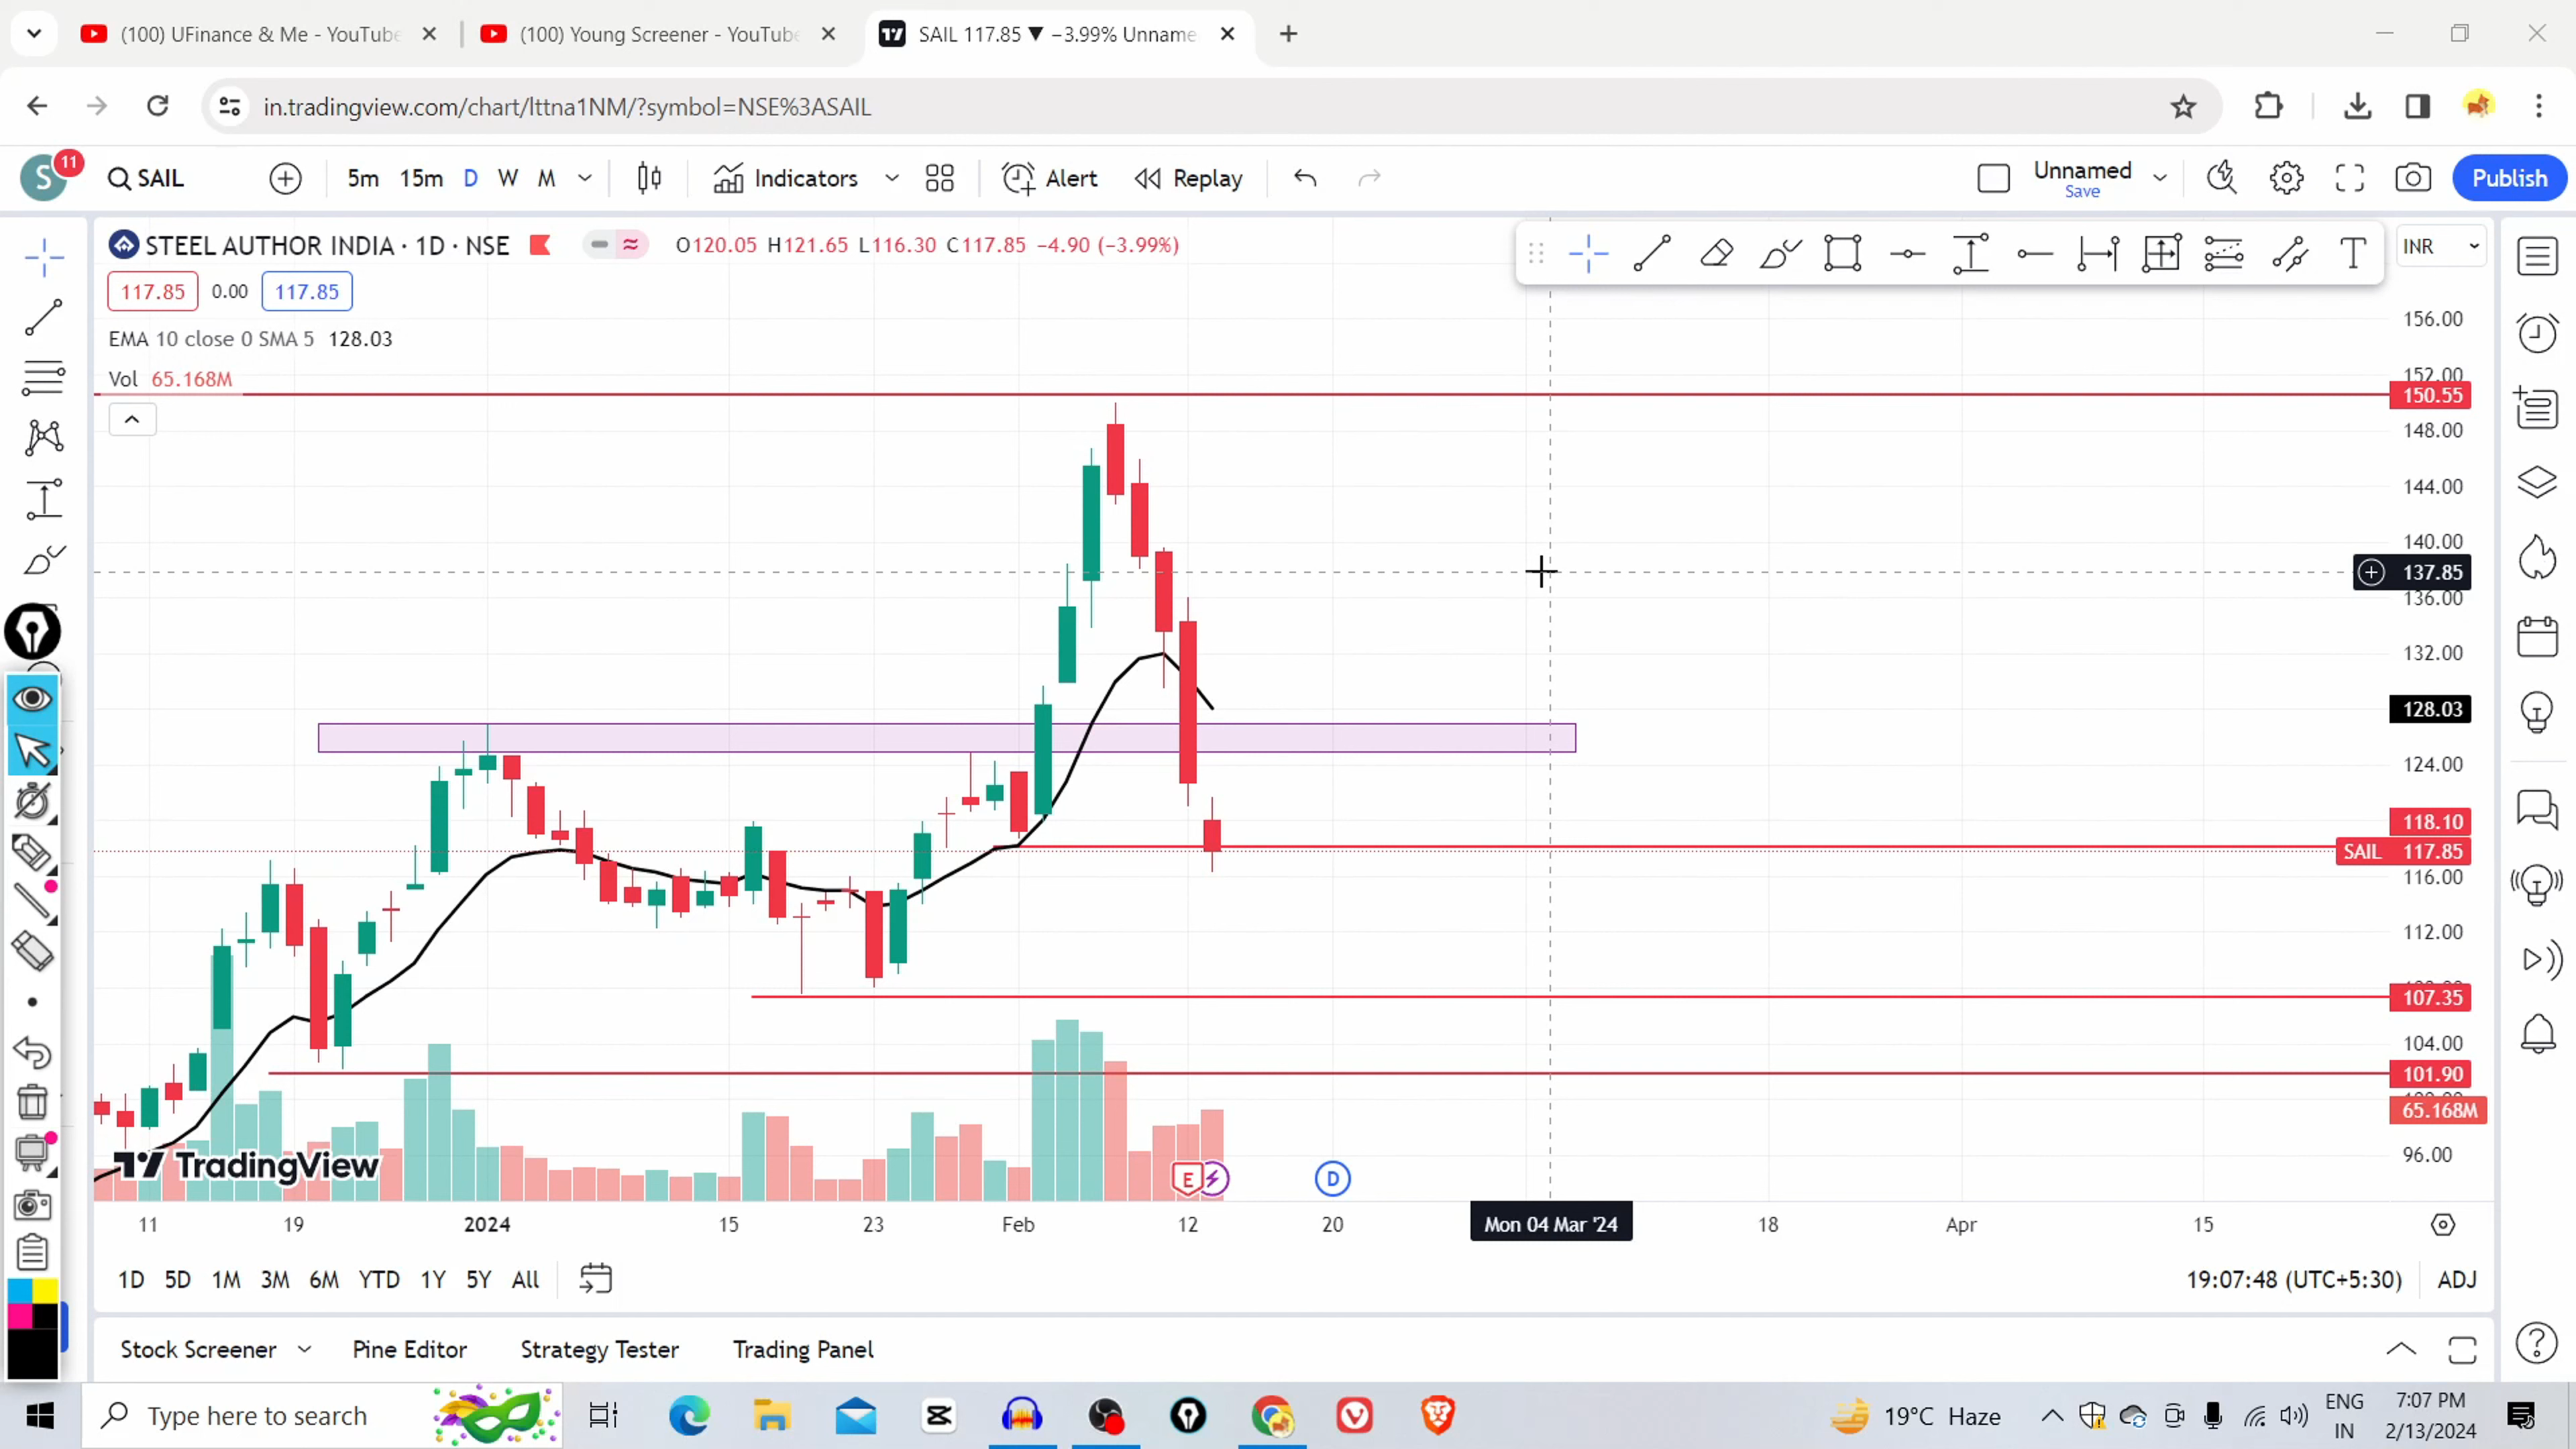 (100) UFinance & Me - YouTube
(100) Young Screener - YouTube
SAIL 117.85 ▼ −3.99% Unname
in.tradingview.com/chart/lttna1NM/?symbol=NSE%3ASAIL
S
11
SAIL
5m
15m
D
W
M
Indicators
Alert
Replay
Unnamed
Save
Publish
STEEL AUTHOR INDIA · 1D · NSE
O120.05 H121.65 L116.30 C117.85 −4.90 (−3.99%)
INR
117.85
0.00
117.85
EMA 10 close 0 SMA 5 128.03
Vol 65.168M
156.00
152.00
150.55
148.00
144.00
140.00
137.85
136.00
132.00
128.03
124.00
118.10
SAIL 117.85
116.00
112.00
107.35
104.00
101.90
65.168M
96.00
TradingView
E
D
11
19
2024
15
23
Feb
12
20
Mon 04 Mar '24
18
Apr
15
1D
5D
1M
3M
6M
YTD
1Y
5Y
All
19:07:48 (UTC+5:30)
ADJ
Stock Screener
Pine Editor
Strategy Tester
Trading Panel
Type here to search
19°C Haze
ENG
IN
7:07 PM
2/13/2024